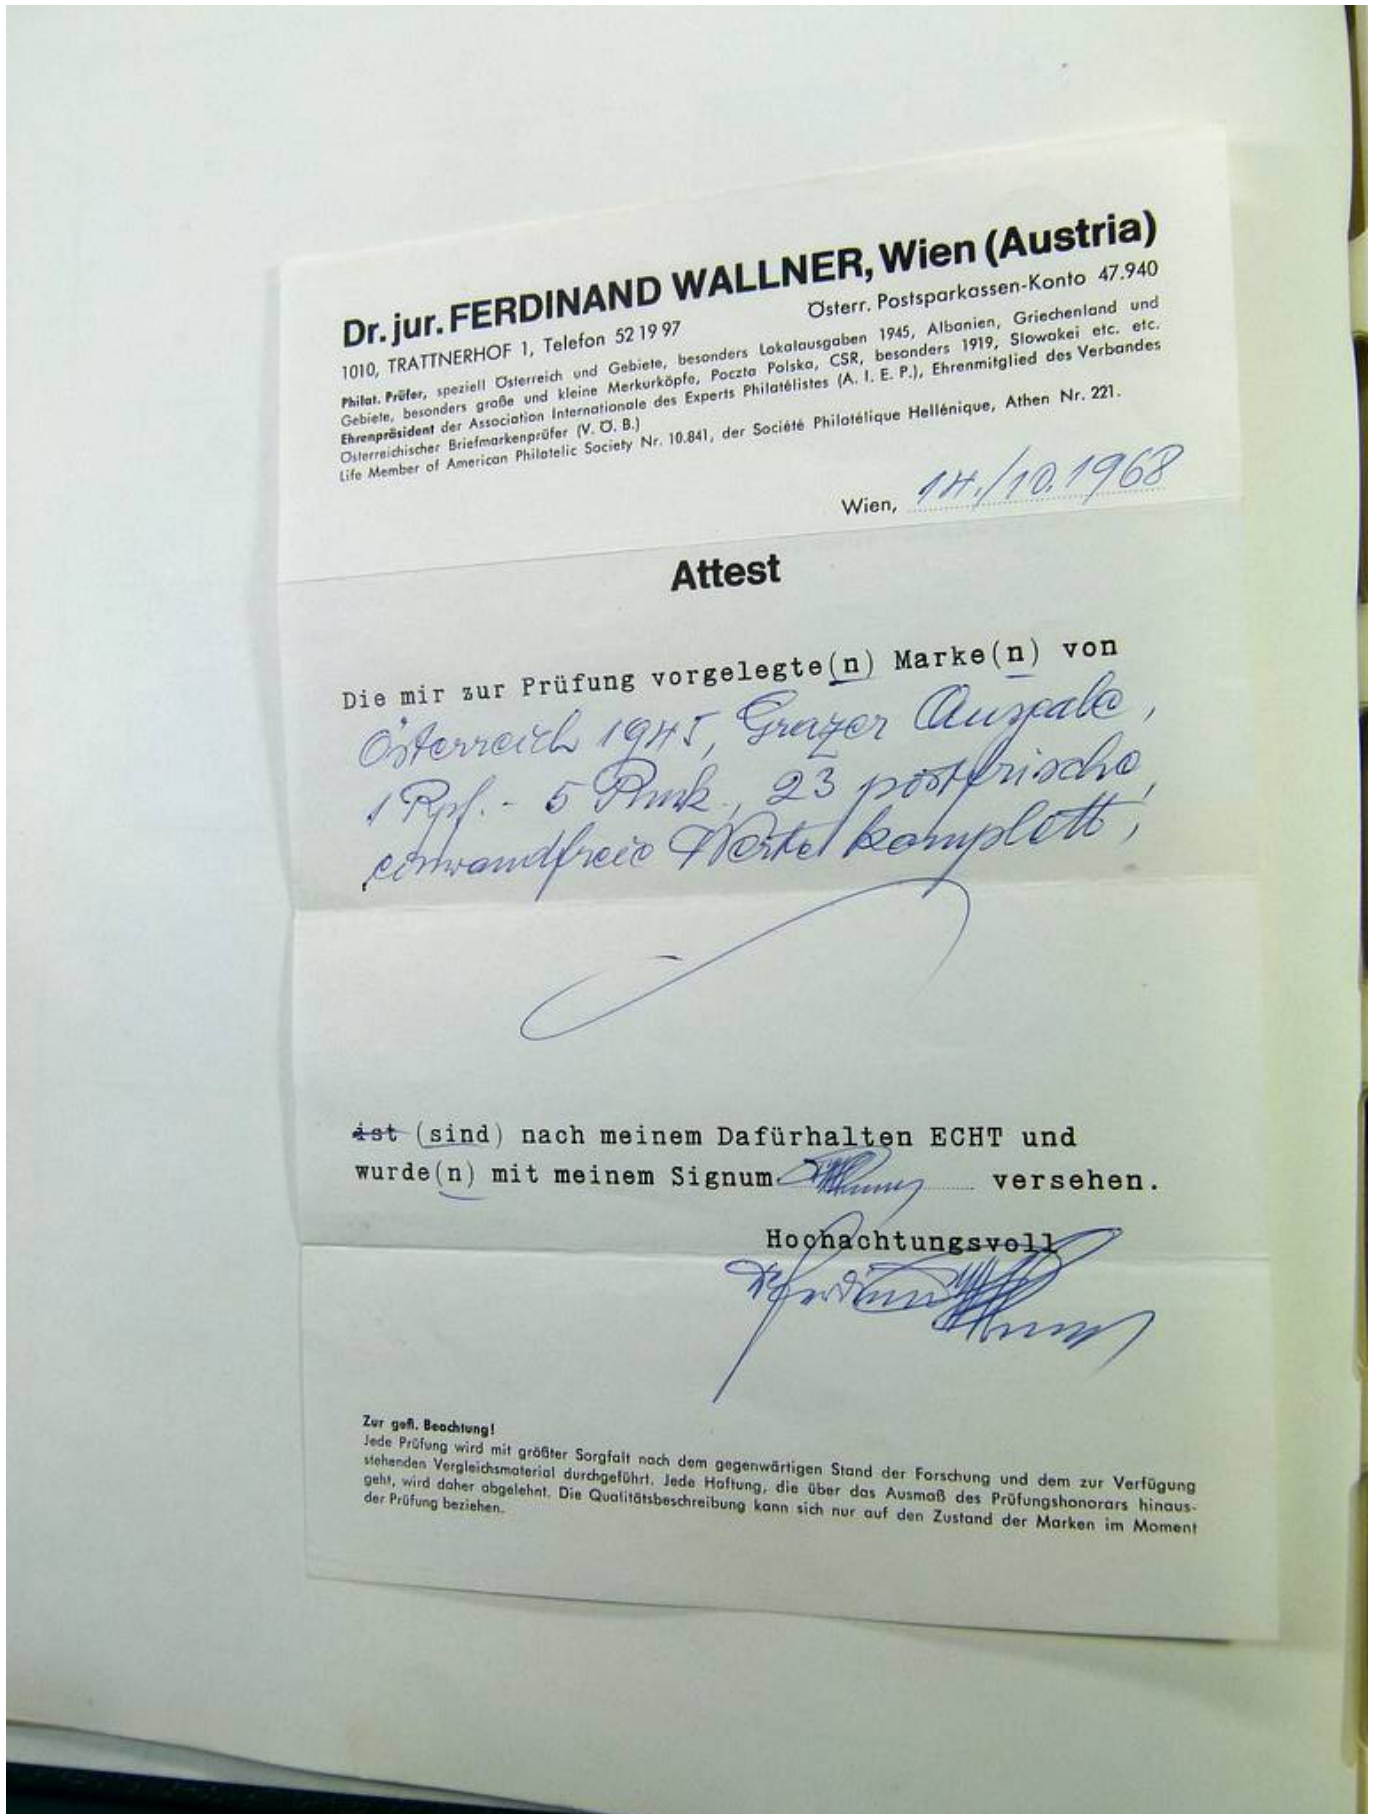 Dr. jur. FERDINAND WALLNER, Wien (Austria)
1010, TRATTNERHOF 1, Telefon 52 19 97 Österr. Postsparkassen-Konto 47.940
Philat. Prüfer, speziell Österreich und Gebiete, besonders Lokalausgaben 1945, Albanien, Griechenland und
Gebiete, besonders große und kleine Merkurköpfe, Poczta Polska, CSR, besonders 1919, Slowakei etc. etc.
Ehrenpräsident der Association Internationale des Experts Philatélistes (A. I. E. P.), Ehrenmitglied des Verbandes
Österreichischer Briefmarkenprüfer (V. Ö. B.)
Life Member of American Philatelic Society Nr. 10.841, der Société Philatélique Hellénique, Athen Nr. 221.
Wien, 14./10.1968
Attest
Die mir zur Prüfung vorgelegte(n) Marke(n) von
Österreich 1945, Grazer Ausgabe,
1 Rpf. - 5 Rmk., 23 postfrische,
einwandfreie Werte komplett,
ist (sind) nach meinem Dafürhalten ECHT und
wurde(n) mit meinem Signum versehen.
Hochachtungsvoll
Zur gefl. Beachtung!
Jede Prüfung wird mit größter Sorgfalt nach dem gegenwärtigen Stand der Forschung und dem zur Verfügung
stehenden Vergleichsmaterial durchgeführt. Jede Haftung, die über das Ausmaß des Prüfungshonorars hinaus-
geht, wird daher abgelehnt. Die Qualitätsbeschreibung kann sich nur auf den Zustand der Marken im Moment
der Prüfung beziehen.